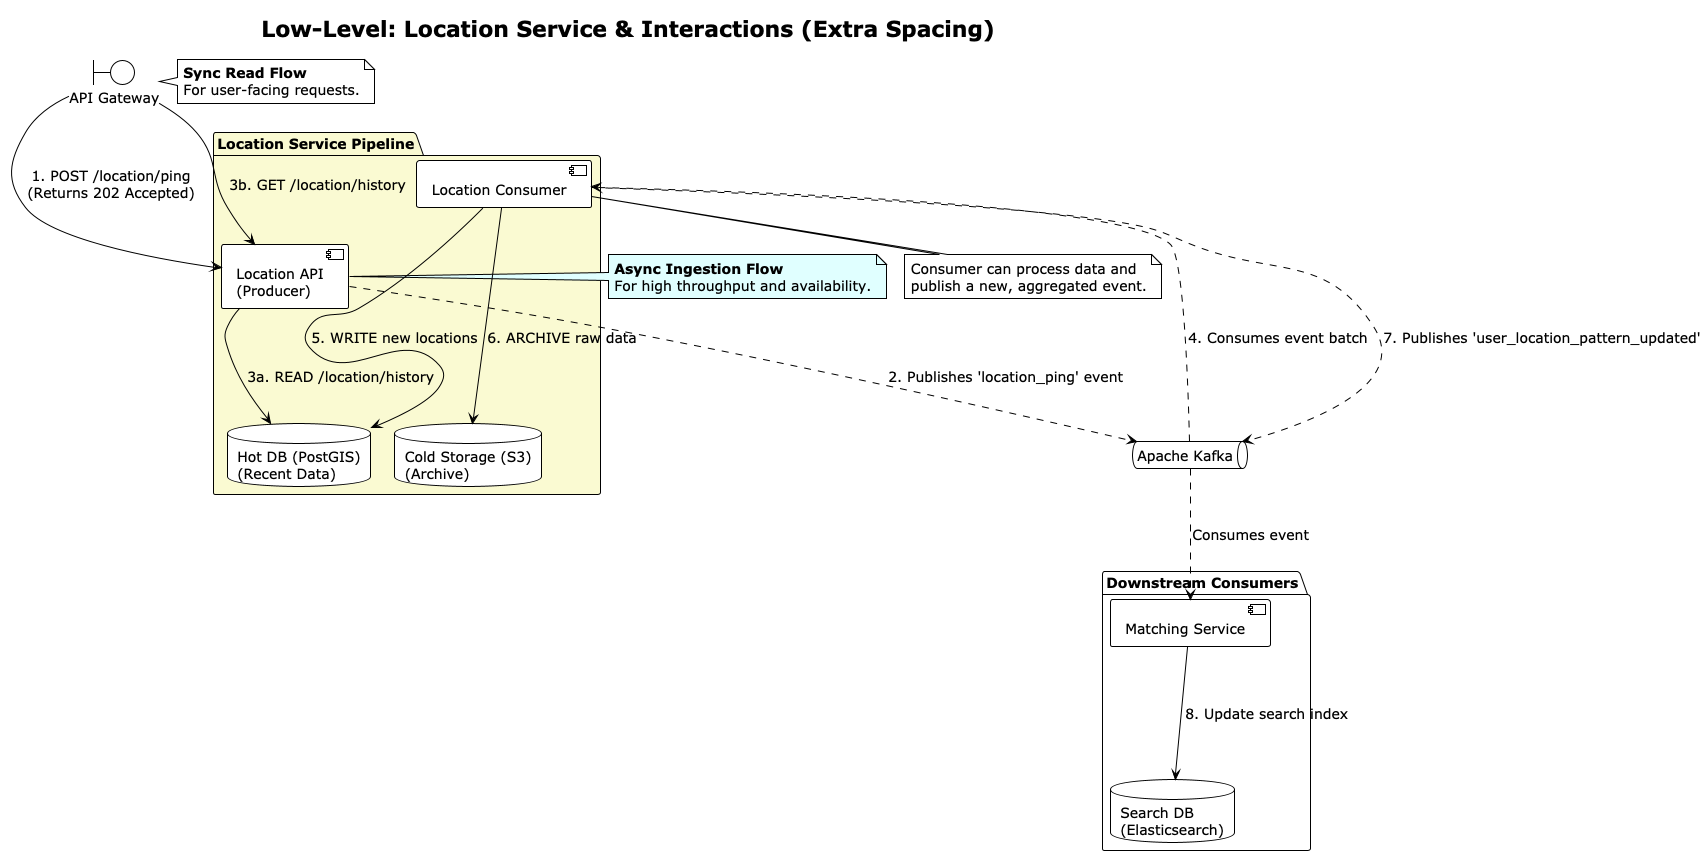 Low-Level: Location Service & Interactions (Extra Spacing)
Sync Read Flow
For user-facing requests.
API Gateway
Location Service Pipeline
1. POST /location/ping
(Returns 202 Accepted)
3b. GET /location/history
Location Consumer
Location API
(Producer)
Async Ingestion Flow
For high throughput and availability.
Consumer can process data and
publish a new, aggregated event.
5. WRITE new locations
6. ARCHIVE raw data
4. Consumes event batch
7. Publishes 'user_location_pattern_updated'
3a. READ /location/history
2. Publishes 'location_ping' event
Hot DB (PostGIS)
(Recent Data)
Cold Storage (S3)
(Archive)
Apache Kafka
Consumes event
Downstream Consumers
Matching Service
8. Update search index
Search DB
(Elasticsearch)